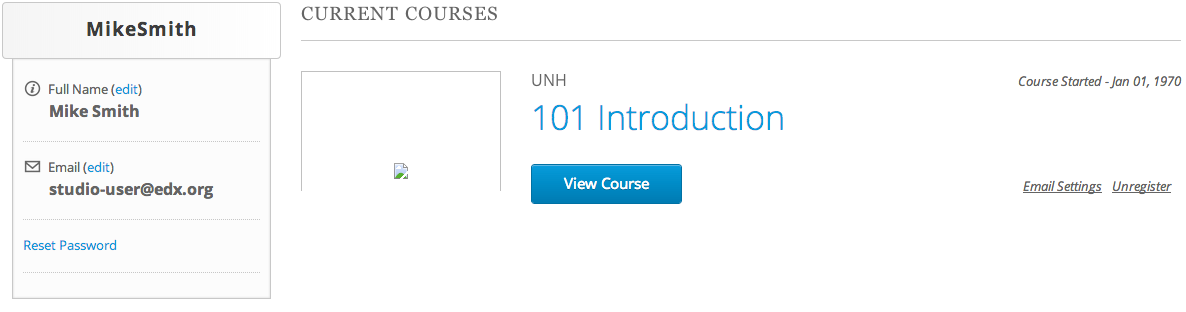 MikeSmith
Full Name (edit)
Mike Smith
Email (edit)
studio-user@edx.org
Reset Password
CURRENT COURSES
UNH
Course Started - Jan 01, 1970
101 Introduction
View Course
Email Settings Unregister